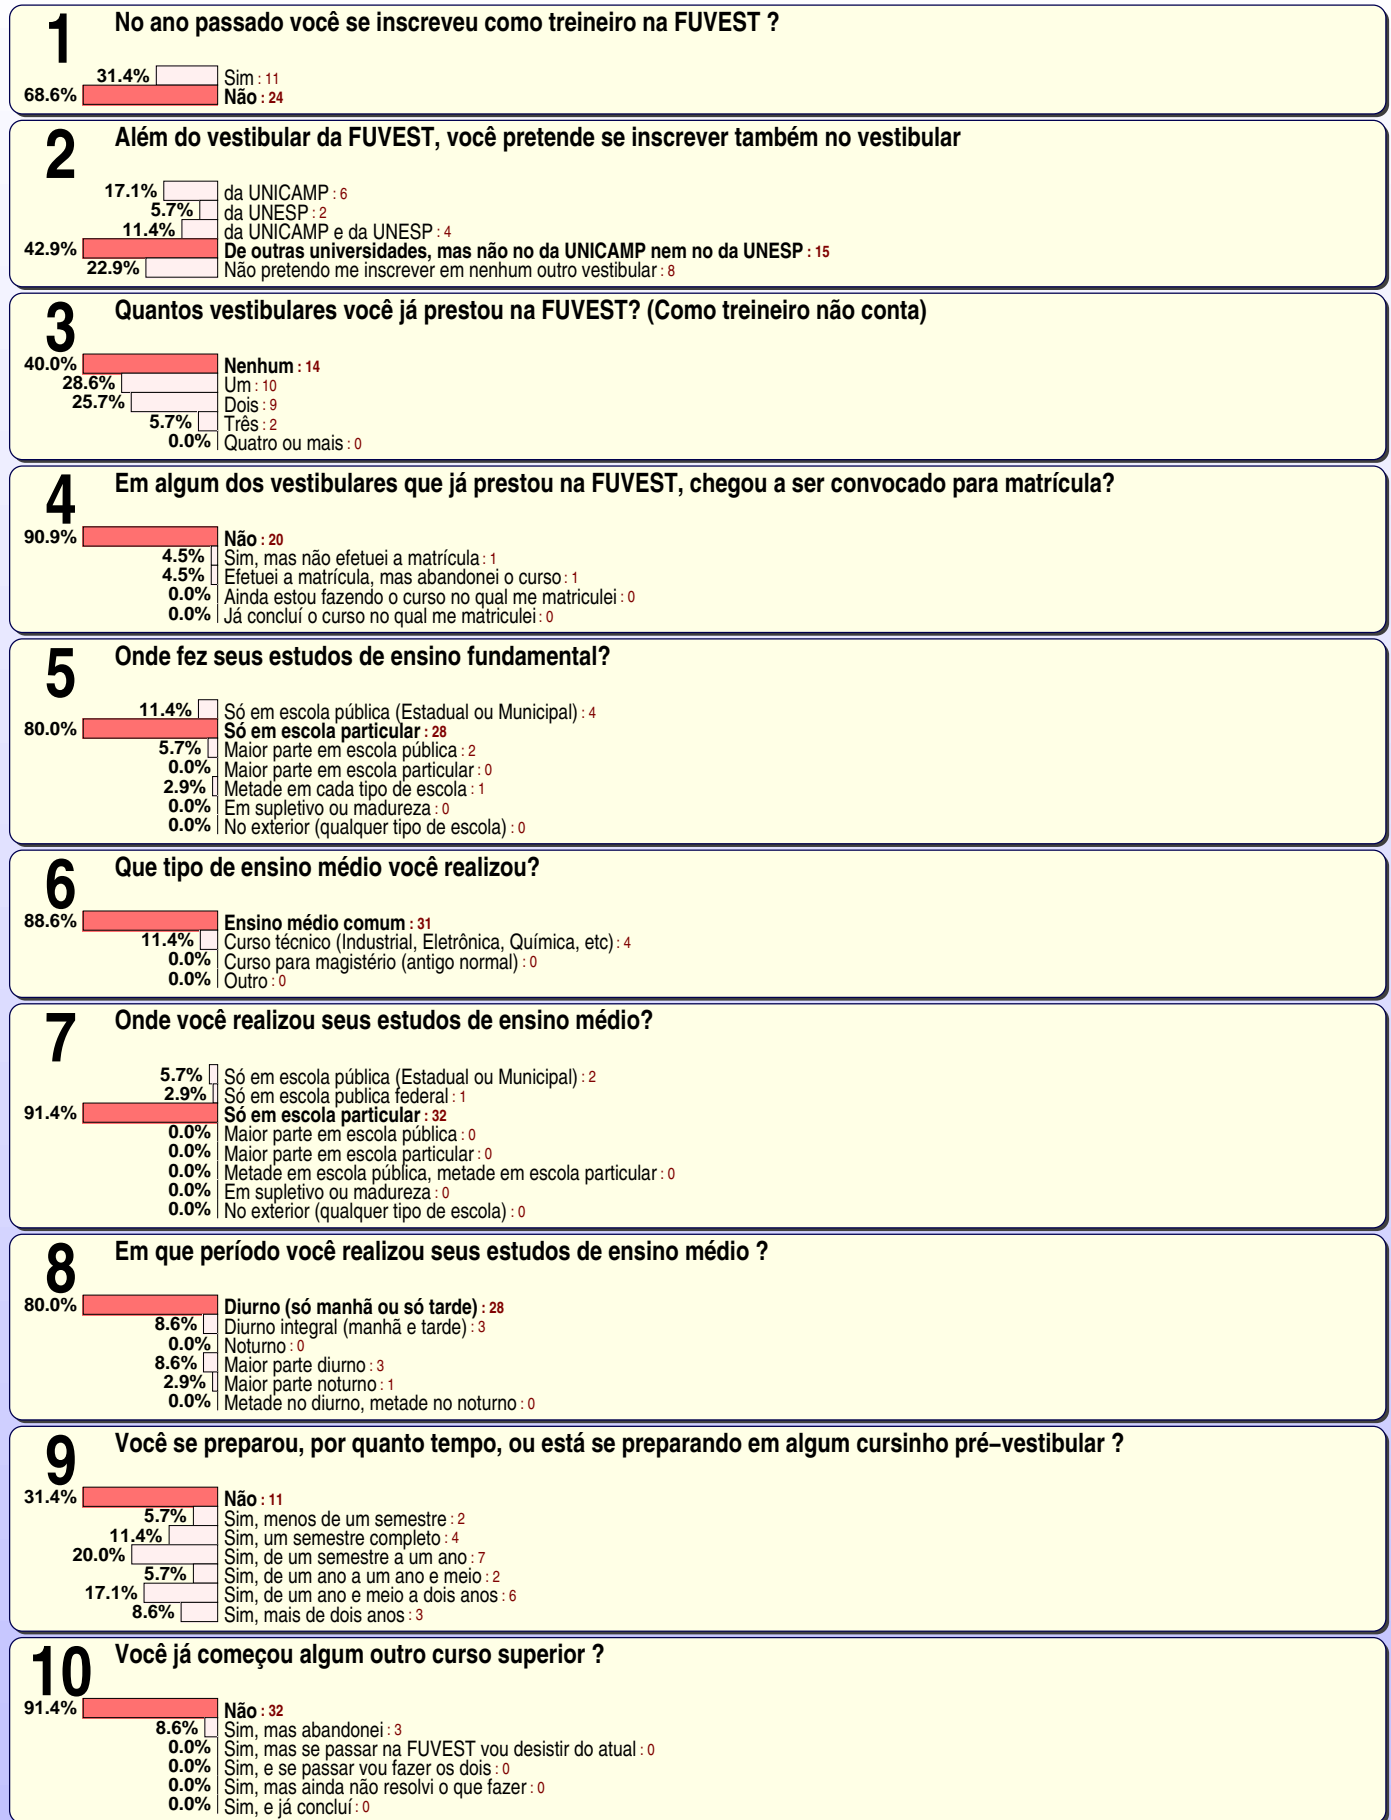 1 No ano passado você se inscreveu como treineiro na FUVEST ?
31.4% Sim : 11
68.6% Não : 24
2 Além do vestibular da FUVEST, você pretende se inscrever também no vestibular
17.1% da UNICAMP : 6
5.7% da UNESP : 2
11.4% da UNICAMP e da UNESP : 4
42.9% De outras universidades, mas não no da UNICAMP nem no da UNESP : 15
22.9% Não pretendo me inscrever em nenhum outro vestibular : 8
3 Quantos vestibulares você já prestou na FUVEST? (Como treineiro não conta)
40.0% Nenhum : 14
28.6% Um : 10
25.7% Dois : 9
5.7% Três : 2
0.0% Quatro ou mais : 0
4 Em algum dos vestibulares que já prestou na FUVEST, chegou a ser convocado para matrícula?
90.9% Não : 20
4.5% Sim, mas não efetuei a matrícula : 1
4.5% Efetuei a matrícula, mas abandonei o curso : 1
0.0% Ainda estou fazendo o curso no qual me matriculei : 0
0.0% Já concluí o curso no qual me matriculei : 0
5 Onde fez seus estudos de ensino fundamental?
11.4% Só em escola pública (Estadual ou Municipal) : 4
80.0% Só em escola particular : 28
5.7% Maior parte em escola pública : 2
0.0% Maior parte em escola particular : 0
2.9% Metade em cada tipo de escola : 1
0.0% Em supletivo ou madureza : 0
0.0% No exterior (qualquer tipo de escola) : 0
6 Que tipo de ensino médio você realizou?
88.6% Ensino médio comum : 31
11.4% Curso técnico (Industrial, Eletrônica, Química, etc) : 4
0.0% Curso para magistério (antigo normal) : 0
0.0% Outro : 0
7 Onde você realizou seus estudos de ensino médio?
5.7% Só em escola pública (Estadual ou Municipal) : 2
2.9% Só em escola publica federal : 1
91.4% Só em escola particular : 32
0.0% Maior parte em escola pública : 0
0.0% Maior parte em escola particular : 0
0.0% Metade em escola pública, metade em escola particular : 0
0.0% Em supletivo ou madureza : 0
0.0% No exterior (qualquer tipo de escola) : 0
8 Em que período você realizou seus estudos de ensino médio ?
80.0% Diurno (só manhã ou só tarde) : 28
8.6% Diurno integral (manhã e tarde) : 3
0.0% Noturno : 0
8.6% Maior parte diurno : 3
2.9% Maior parte noturno : 1
0.0% Metade no diurno, metade no noturno : 0
9 Você se preparou, por quanto tempo, ou está se preparando em algum cursinho pré–vestibular ?
31.4% Não : 11
5.7% Sim, menos de um semestre : 2
11.4% Sim, um semestre completo : 4
20.0% Sim, de um semestre a um ano : 7
5.7% Sim, de um ano a um ano e meio : 2
17.1% Sim, de um ano e meio a dois anos : 6
8.6% Sim, mais de dois anos : 3
10 Você já começou algum outro curso superior ?
91.4% Não : 32
8.6% Sim, mas abandonei : 3
0.0% Sim, mas se passar na FUVEST vou desistir do atual : 0
0.0% Sim, e se passar vou fazer os dois : 0
0.0% Sim, mas ainda não resolvi o que fazer : 0
0.0% Sim, e já concluí : 0